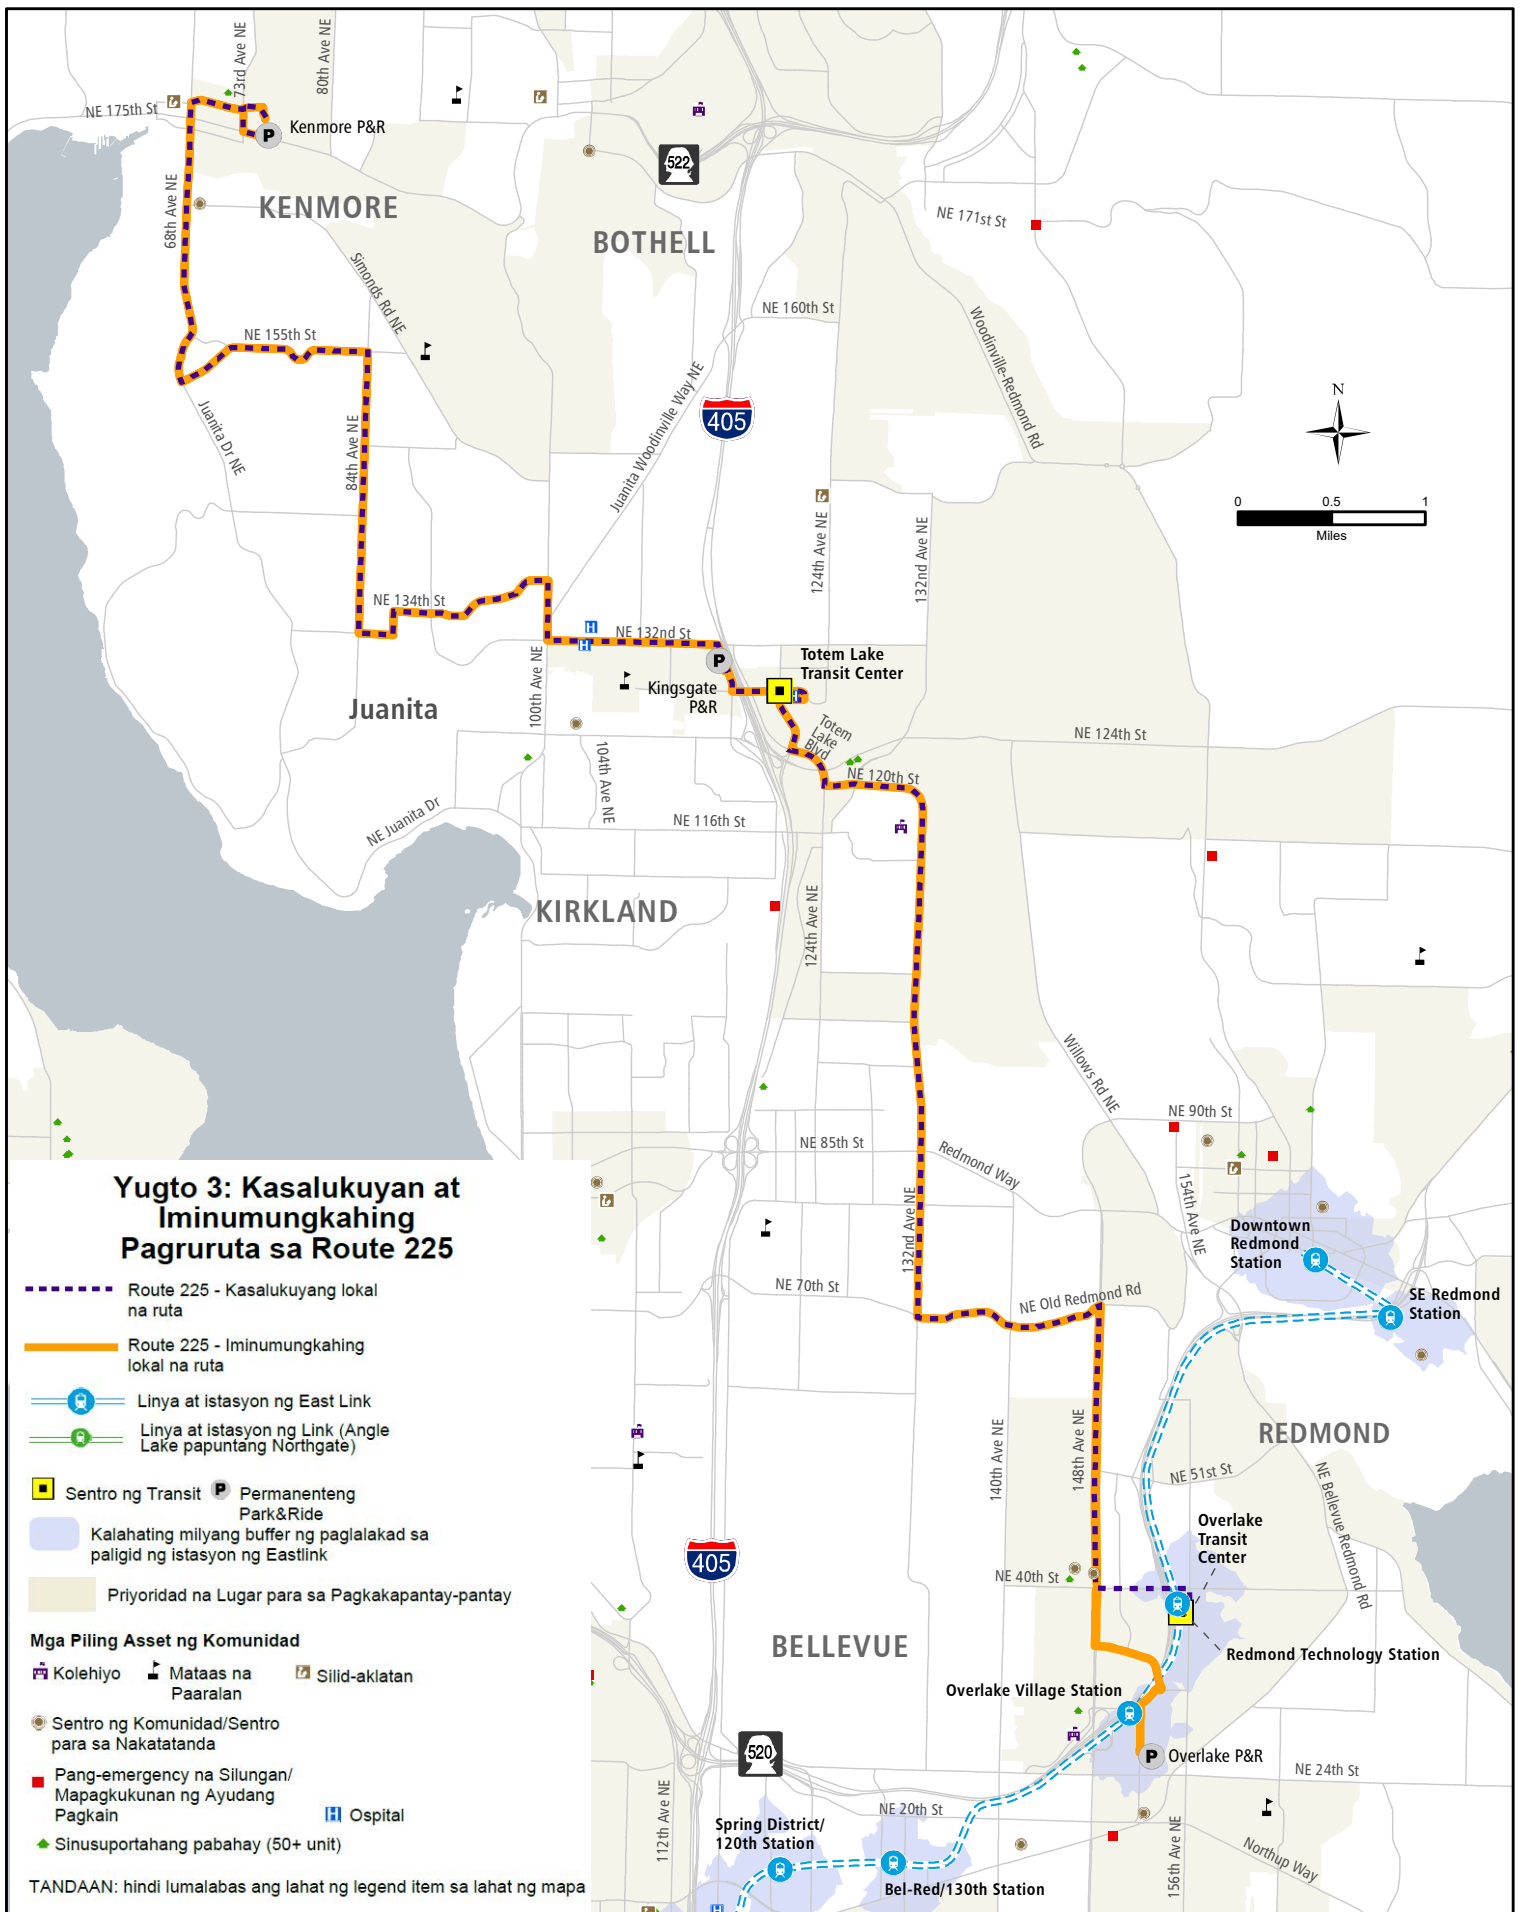 73rd Ave NE
80th Ave NE
NE 175th St
Kenmore P&R
P
522
68th Ave NE
KENMORE
BOTHELL
NE 171st St
Simonds Rd NE
NE 160th St
Woodinville-Redmond Rd
NE 155th St
Juanita Dr NE
84th Ave NE
Juanita Woodinville Way NE
405
N
0 0.5 1
Miles
124th Ave NE
132nd Ave NE
NE 134th St
NE 132nd St
H
H
P
Kingsgate
P&R
Totem Lake
Transit Center
H
100th Ave NE
Juanita
Totem
Lake
Blvd
NE 124th St
104th Ave NE
NE 120th St
NE Juanita Dr
NE 116th St
KIRKLAND
124th Ave NE
Willows Rd NE
NE 90th St
NE 85th St
Redmond Way
154th Ave NE
132nd Ave NE
Downtown
Redmond
Station
NE 70th St
NE Old Redmond Rd
SE Redmond
Station
140th Ave NE
148th Ave NE
REDMOND
NE 51st St
NE Bellevue Redmond Rd
Overlake
Transit
Center
405
NE 40th St
BELLEVUE
Redmond Technology Station
Overlake Village Station
520
P
Overlake P&R
NE 24th St
112th Ave NE
NE 20th St
Spring District/
120th Station
156th Ave NE
Northup Way
Bel-Red/130th Station
H
Yugto 3: Kasalukuyan at
Iminumungkahing
Pagruruta sa Route 225
Route 225 - Kasalukuyang lokal
na ruta
Route 225 - Iminumungkahing
lokal na ruta
Linya at istasyon ng East Link
Linya at istasyon ng Link (Angle
Lake papuntang Northgate)
Sentro ng Transit
P
Permanenteng
Park&Ride
Kalahating milyang buffer ng paglalakad sa
paligid ng istasyon ng Eastlink
Priyoridad na Lugar para sa Pagkakapantay-pantay
Mga Piling Asset ng Komunidad
Kolehiyo
Mataas na
Paaralan
Silid-aklatan
Sentro ng Komunidad/Sentro
para sa Nakatatanda
Pang-emergency na Silungan/
Mapagkukunan ng Ayudang
Pagkain
H
Ospital
Sinusuportahang pabahay (50+ unit)
TANDAAN: hindi lumalabas ang lahat ng legend item sa lahat ng mapa